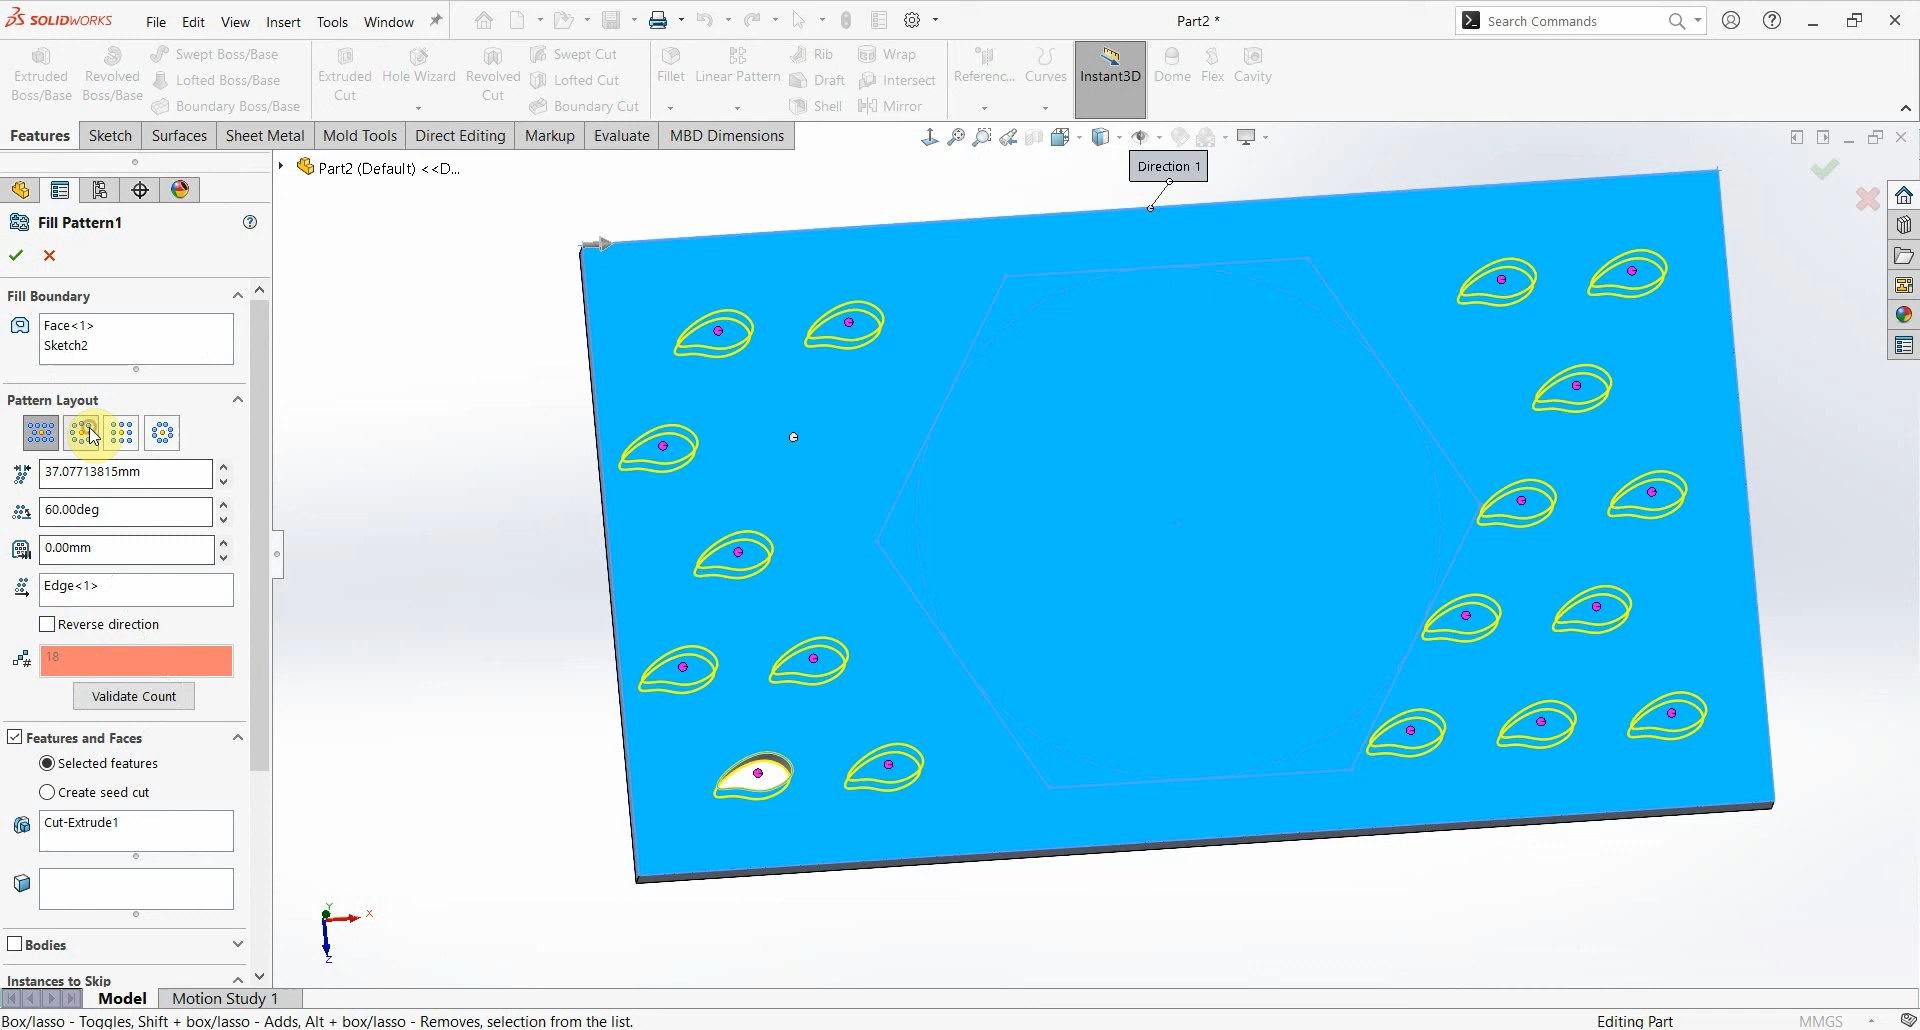 SOLIDWORKS File Edit View Insert Tools Window Part2 * Search Commands
Extruded Boss/Base
Revolved Boss/Base
Swept Boss/Base
Lofted Boss/Base
Boundary Boss/Base
Extruded Cut
Hole Wizard
Revolved Cut
Swept Cut
Lofted Cut
Boundary Cut
Fillet
Linear Pattern
Rib
Draft
Shell
Wrap
Intersect
Mirror
Referenc...
Curves
Instant3D
Dome
Flex
Cavity
Features Sketch Surfaces Sheet Metal Mold Tools Direct Editing Markup Evaluate MBD Dimensions
Part2 (Default) <<D...
Direction 1
Fill Pattern1
Fill Boundary
Face<1>
Sketch2
Pattern Layout
37.07713815mm
60.00deg
0.00mm
Edge<1>
Reverse direction
18
Validate Count
Features and Faces
Selected features
Create seed cut
Cut-Extrude1
Bodies
Instances to Skip
Y
X
Z
Model Motion Study 1
Box/lasso - Toggles, Shift + box/lasso - Adds, Alt + box/lasso - Removes, selection from the list. Editing Part MMGS